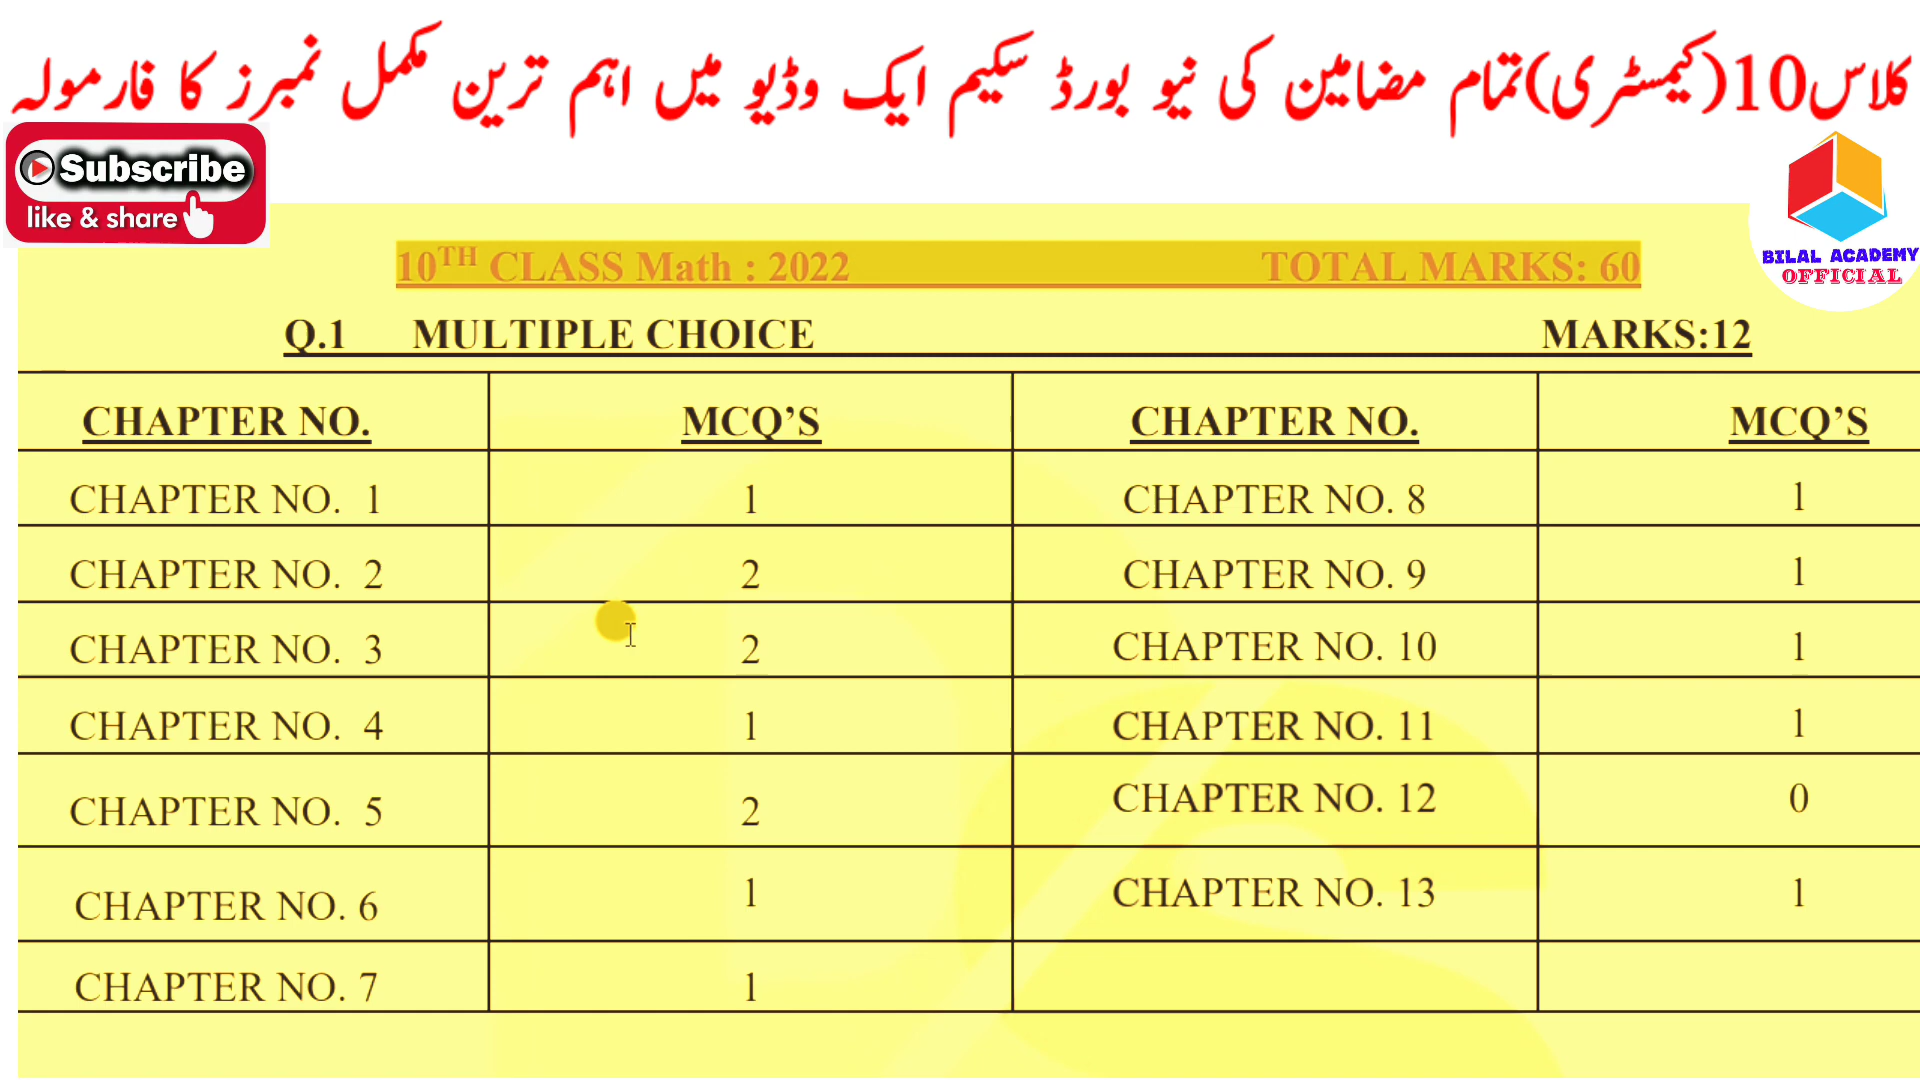 کلاس10(کیمسٹری)تمام مضامین کی نیو بورڈ سکیم ایک وڈیو میں اہم ترین مکمل نمبرز کا فارمولہ
Subscribe
like & share
BILAL ACADEMY
OFFICIAL
10TH CLASS Math : 2022 TOTAL MARKS: 60
Q.1 MULTIPLE CHOICE MARKS:12
CHAPTER NO. MCQ’S CHAPTER NO. MCQ’S
CHAPTER NO. 1 1 CHAPTER NO. 8 1
CHAPTER NO. 2 2 CHAPTER NO. 9 1
CHAPTER NO. 3 2 CHAPTER NO. 10 1
CHAPTER NO. 4 1 CHAPTER NO. 11 1
CHAPTER NO. 5 2 CHAPTER NO. 12 0
CHAPTER NO. 6 1 CHAPTER NO. 13 1
CHAPTER NO. 7 1